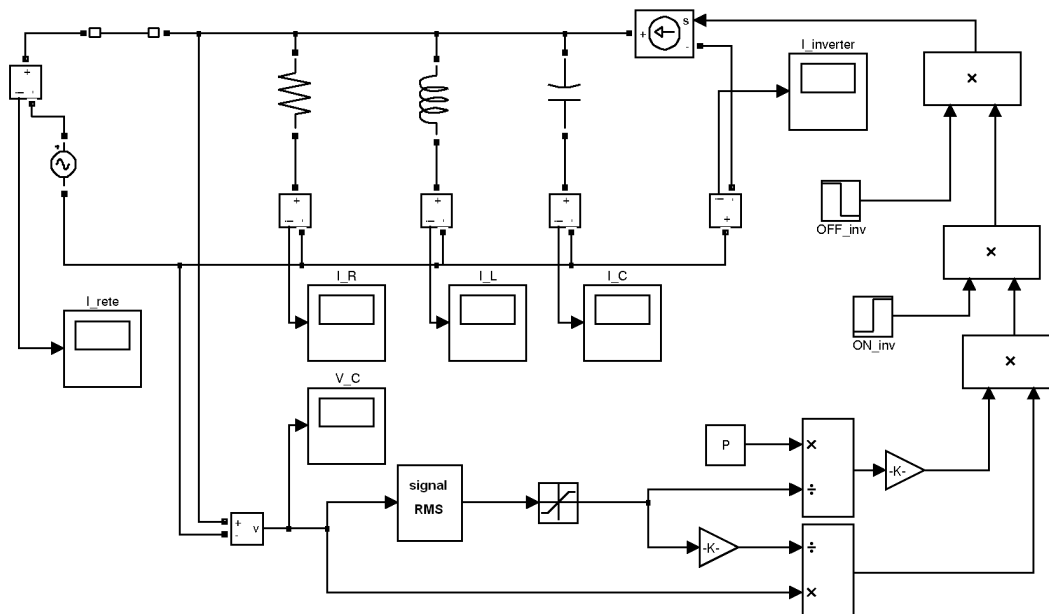 +
s
+
-
I_inverter
×
+
-
+
-
+
-
+
-
-
+
OFF_inv
×
I_R
I_L
I_C
I_rete
ON_inv
×
V_C
signal
RMS
P
×
÷
-K-
+
-
v
-K-
÷
×